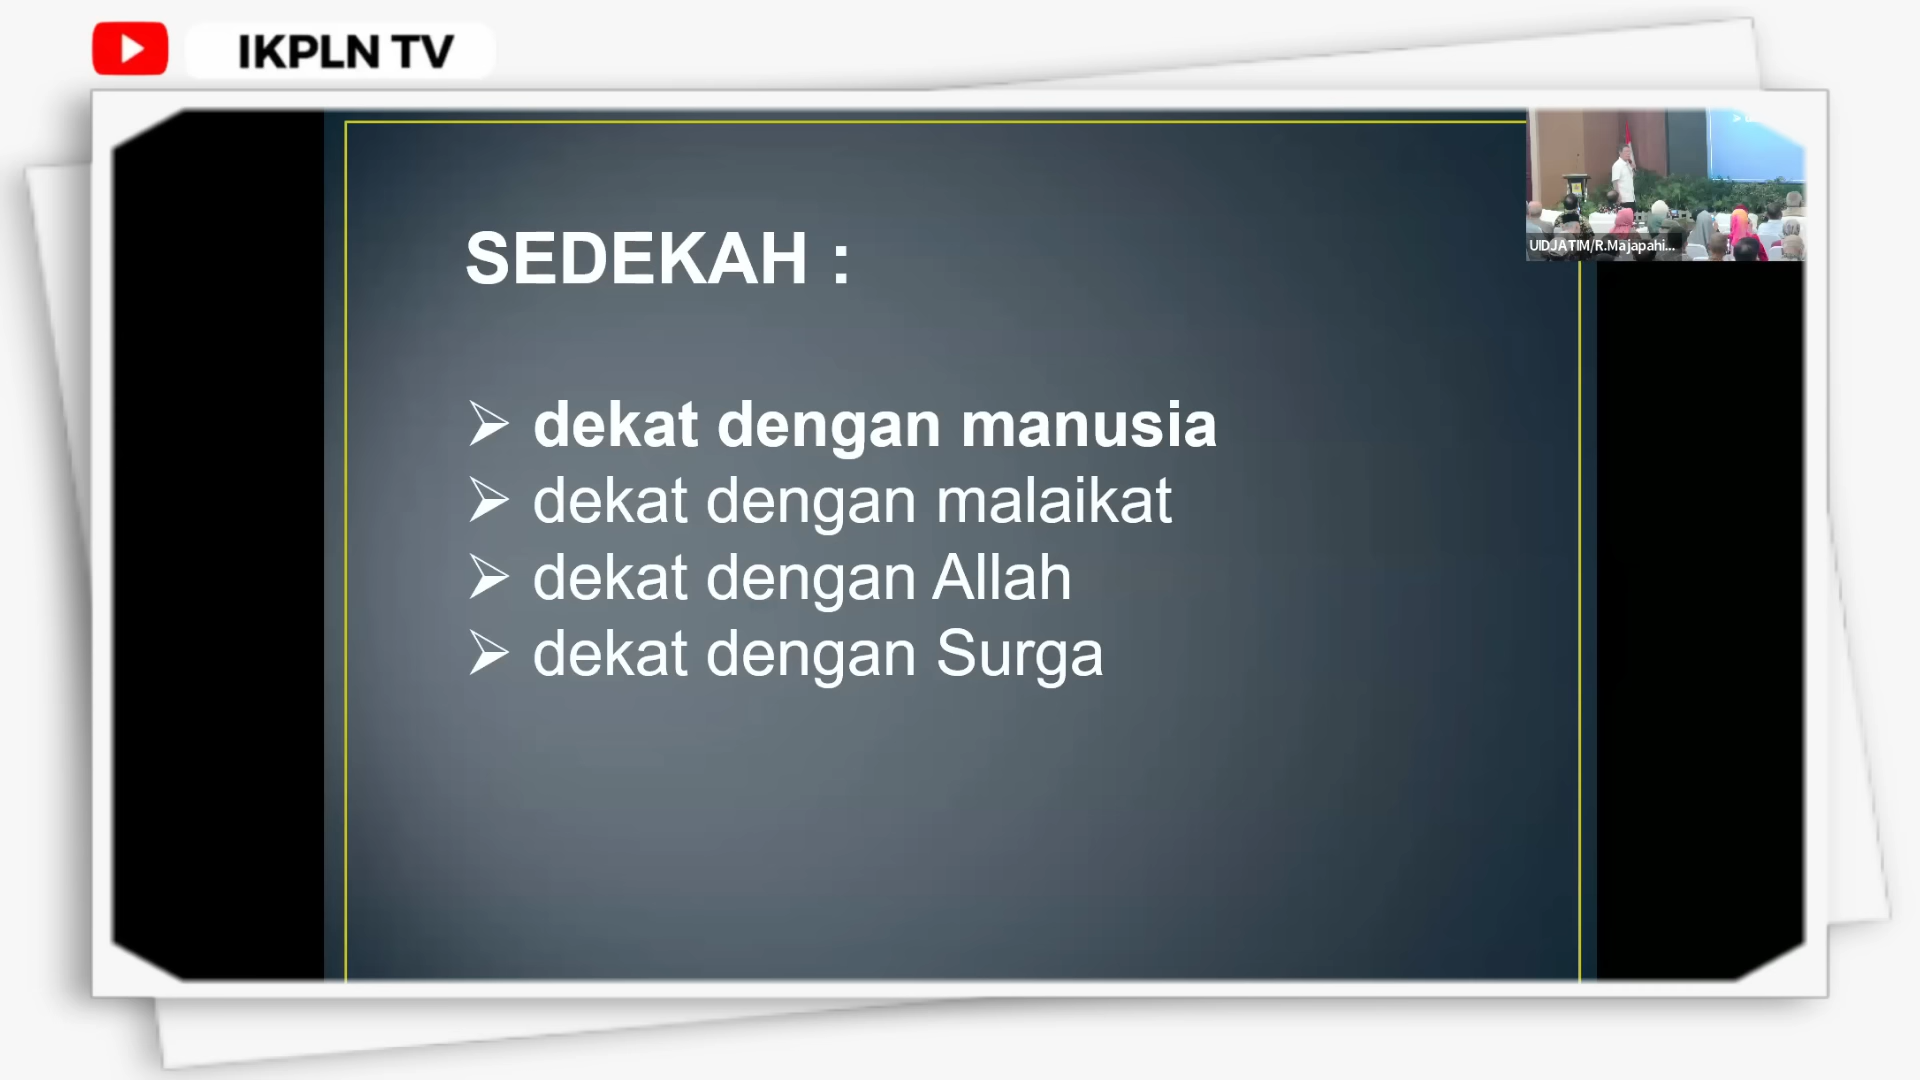 IKPLN TV
UIDJATIM/R.Majapahi...
SEDEKAH :
dekat dengan manusia
dekat dengan malaikat
dekat dengan Allah
dekat dengan Surga